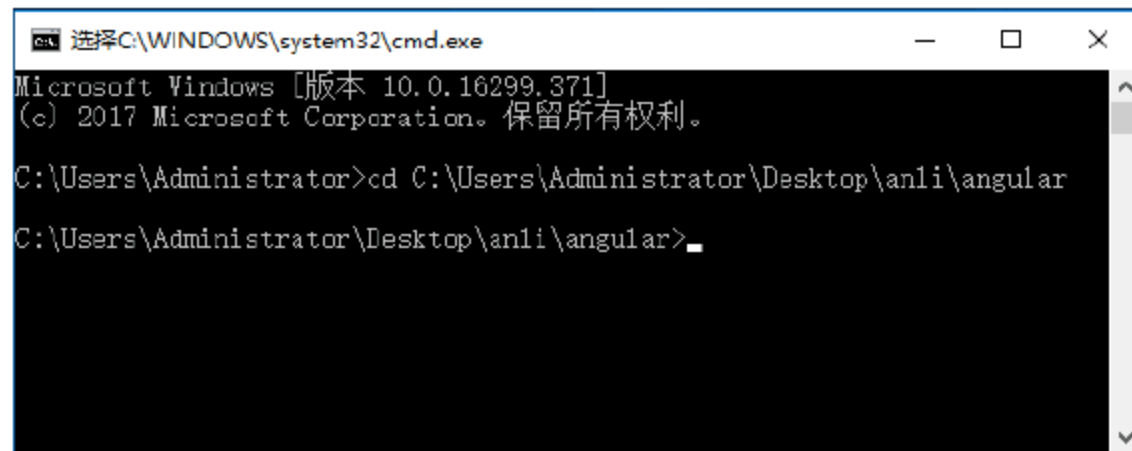 选择C:\WINDOWS\system32\cmd.exe
Microsoft Windows [版本 10.0.16299.371]
(c) 2017 Microsoft Corporation。保留所有权利。
C:\Users\Administrator>cd C:\Users\Administrator\Desktop\anli\angular
C:\Users\Administrator\Desktop\anli\angular>